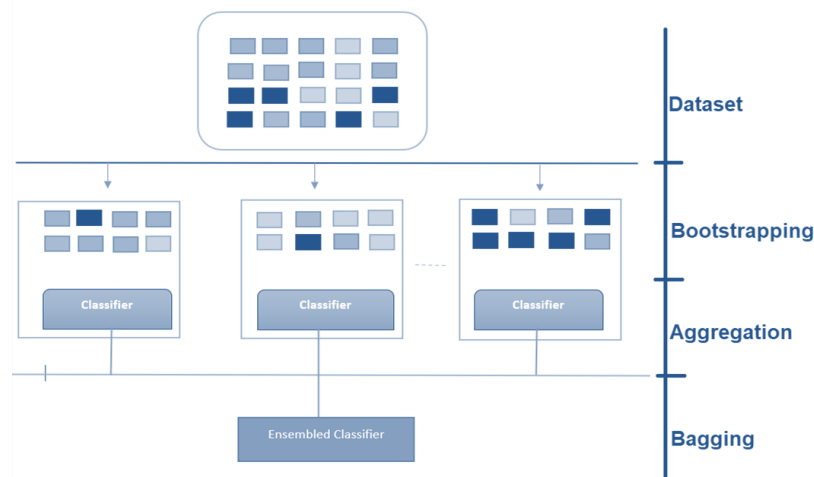 Dataset
Bootstrapping
Classifier
Classifier
Classifier
Aggregation
Ensembled Classifier
Bagging